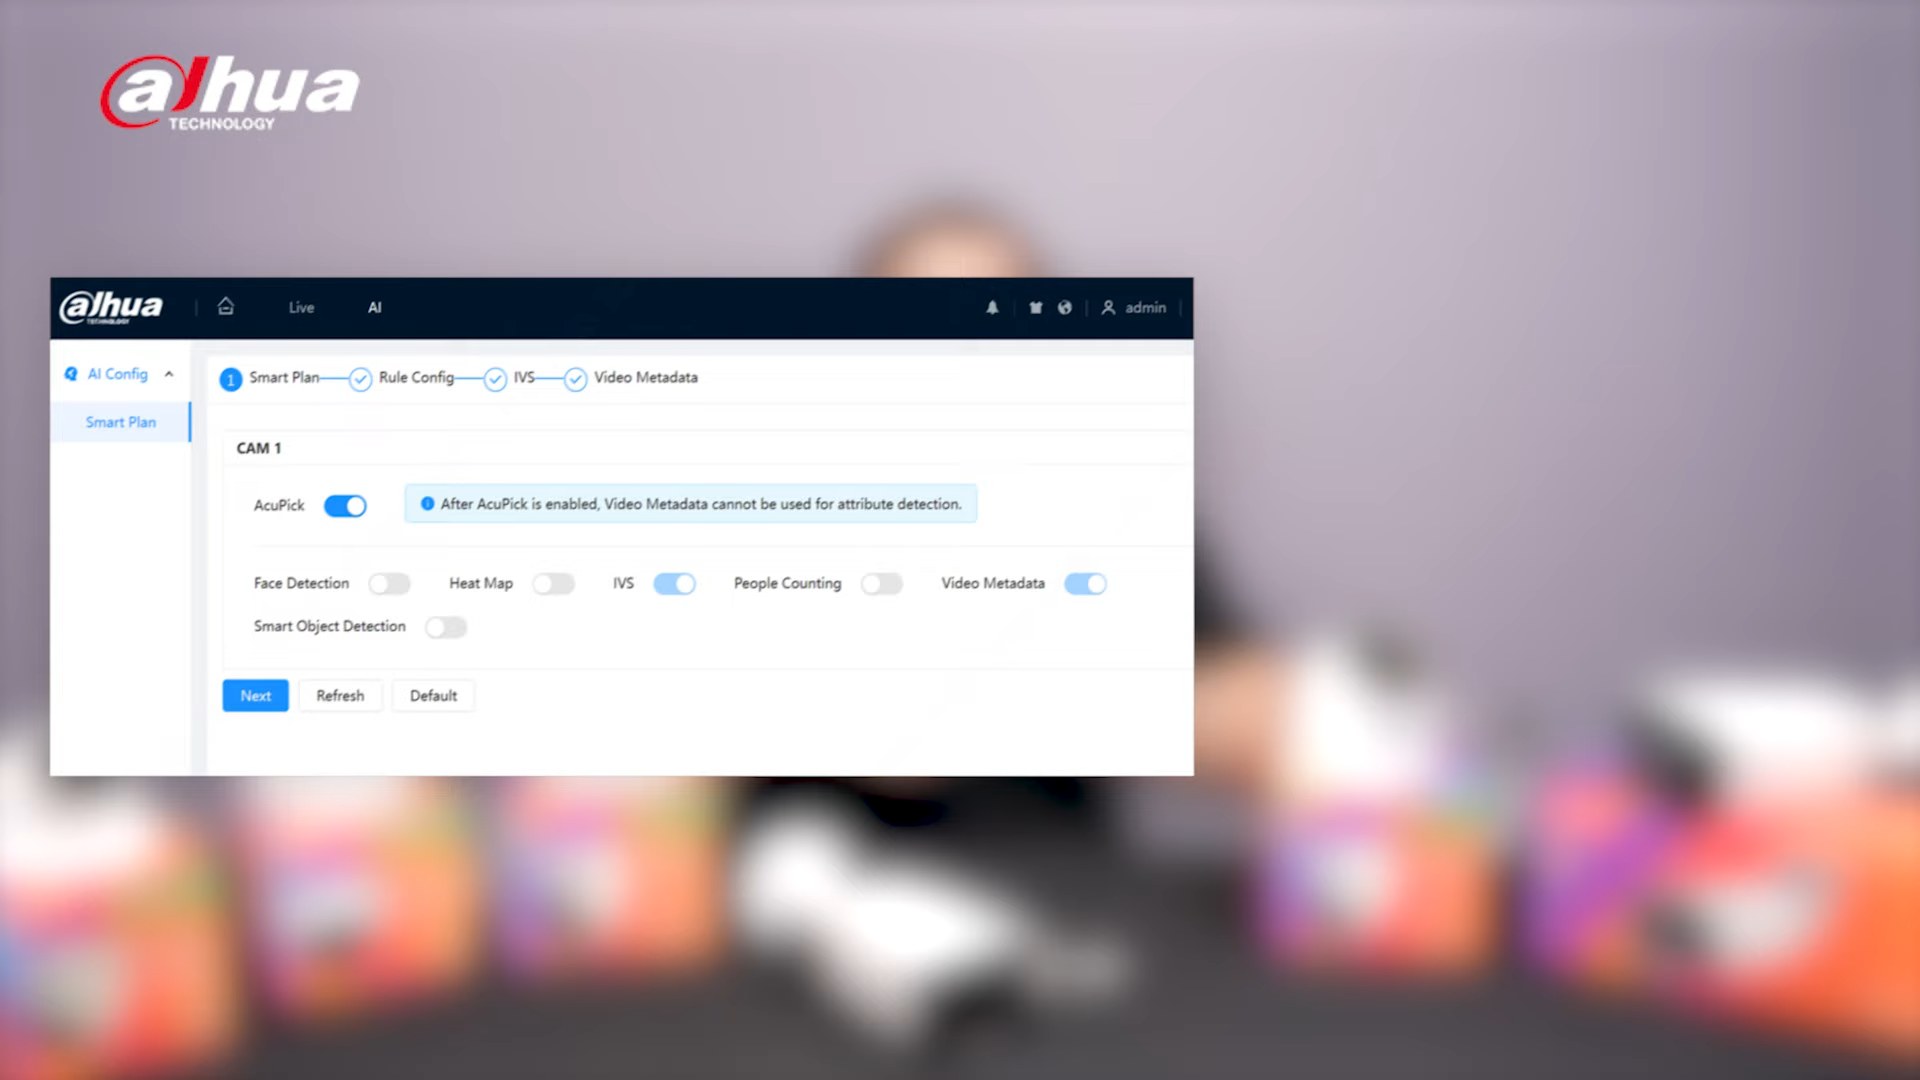 alhua
TECHNOLOGY
alhua
TECHNOLOGY
Live
AI
admin
AI Config
Smart Plan
1 Smart Plan
Rule Config
IVS
Video Metadata
CAM 1
AcuPick
After AcuPick is enabled, Video Metadata cannot be used for attribute detection.
Face Detection
Heat Map
IVS
People Counting
Video Metadata
Smart Object Detection
Next
Refresh
Default